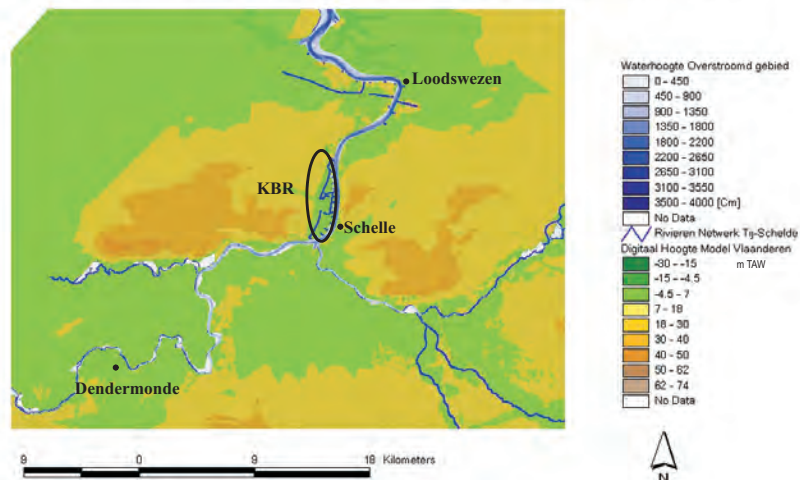 Loodswezen
KBR
Schelle
Dendermonde
Waterhoogte Overstroomd gebied
0 - 450
450 - 900
900 - 1350
1350 - 1800
1800 - 2200
2200 - 2650
2650 - 3100
3100 - 3550
3500 - 4000 [Cm]
No Data
Rivieren Netwerk Tij-Schelde
Digitaal Hoogte Model Vlaanderen
m TAW
-30 - -15
-15 - -4.5
-4.5 - 7
7 - 18
18 - 30
30 - 40
40 - 50
50 - 62
62 - 74
No Data
9 0 9 18 Kilometers
N